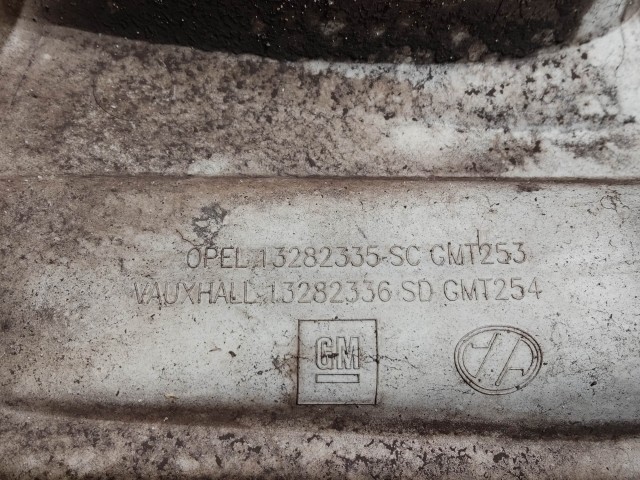 OPEL 13282335 SC GMT253
VAUXHALL 13282336 SD GMT254
GM